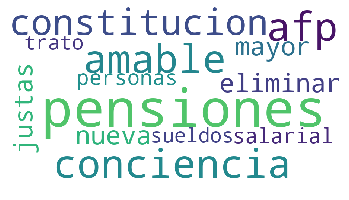 constitucion afp
trato amable mayor
personas eliminar
justas pensiones
nueva sueldos salarial
conciencia